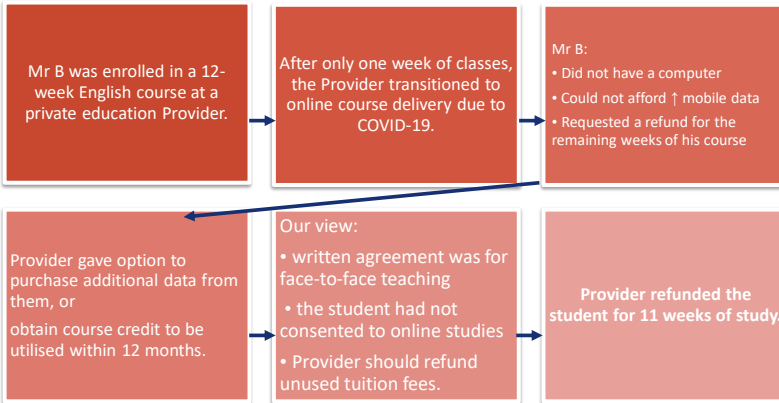 Mr B was enrolled in a 12-
week English course at a
private education Provider.
After only one week of classes,
the Provider transitioned to
online course delivery due to
COVID-19.
Mr B:
• Did not have a computer
• Could not afford ↑ mobile data
• Requested a refund for the
remaining weeks of his course
Provider gave option to
purchase additional data from
them, or
obtain course credit to be
utilised within 12 months.
Our view:
• written agreement was for
face-to-face teaching
• the student had not
consented to online studies
• Provider should refund
unused tuition fees.
Provider refunded the
student for 11 weeks of study.